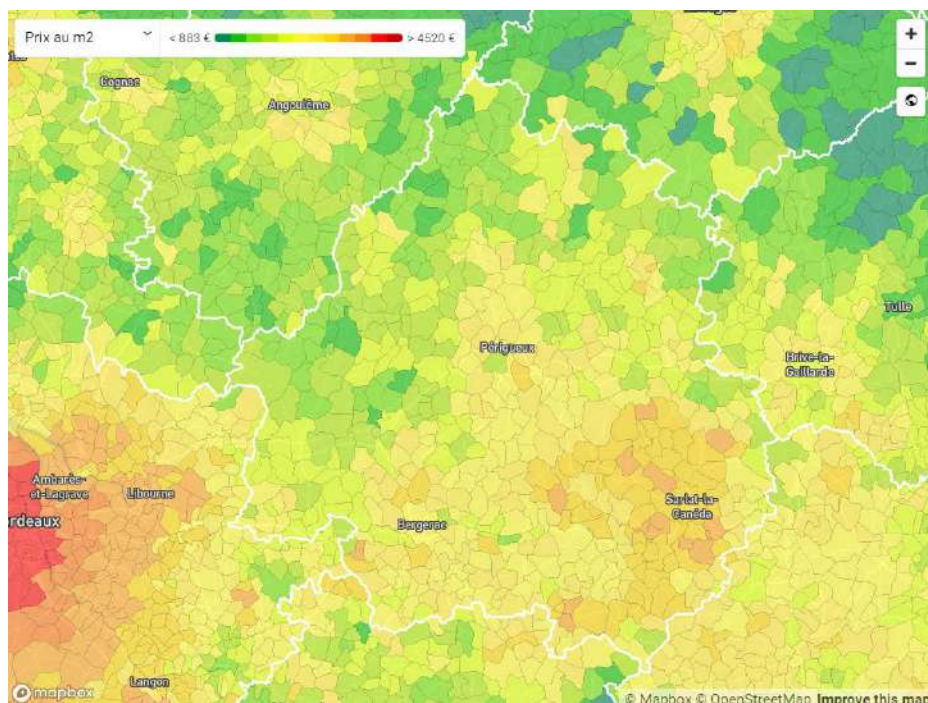 Prix au m2
< 883 €
> 4520 €
+
−
Cognac
Angoulême
Tulle
Périgueux
Brive-la-
Gaillarde
Ambarès-
et-Lagrave
Libourne
ordeaux
Sarlat-la-
Canéda
Bergerac
Langon
mapbox
© Mapbox © OpenStreetMap Improve this map